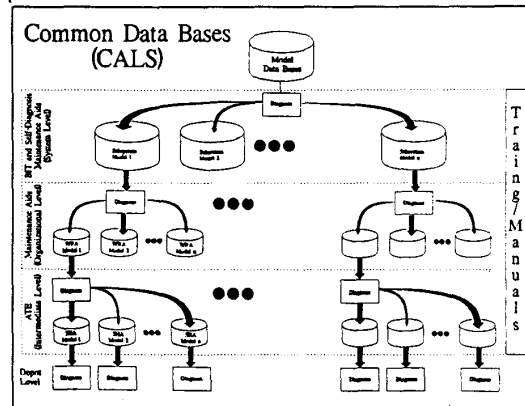 Common Data Bases
(CALS)
Model
Data Bases
Diagnose
BIT and Self-Diagnosis
Maintenance Aide
(System Level)
Subsystem
Model 1
Subsystem
Model 2
Subsystem
Model n
Training/Manuals
Maintenance Aide
(Organizational Level)
Diagnose
Diagnose
WRA
Model 1
WRA
Model 2
WRA
Model n
ATE
(Intermediate Level)
Diagnose
Diagnose
SRA
Model 1
SRA
Model 2
SRA
Model n
Depot
Level
Diagnose
Diagnose
Diagnose
Diagnose
Diagnose
Diagnose